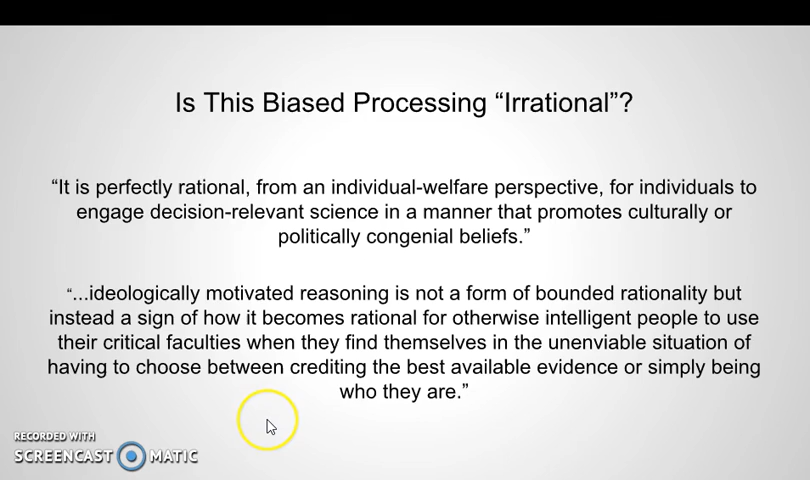 Is This Biased Processing “Irrational”?
“It is perfectly rational, from an individual-welfare perspective, for individuals to
engage decision-relevant science in a manner that promotes culturally or
politically congenial beliefs.”
“...ideologically motivated reasoning is not a form of bounded rationality but
instead a sign of how it becomes rational for otherwise intelligent people to use
their critical faculties when they find themselves in the unenviable situation of
having to choose between crediting the best available evidence or simply being
who they are.”
RECORDED WITH
SCREENCAST MATIC